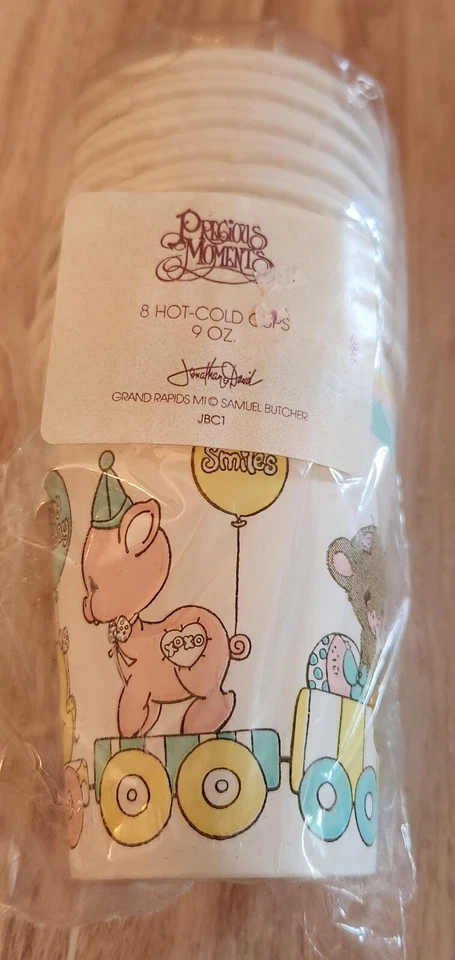 PRECIOUS
MOMENTS
8 HOT-COLD CUPS
9 OZ.
Jonathan & David
GRAND RAPIDS MI © SAMUEL BUTCHER
JBC1
Smiles
XOXO